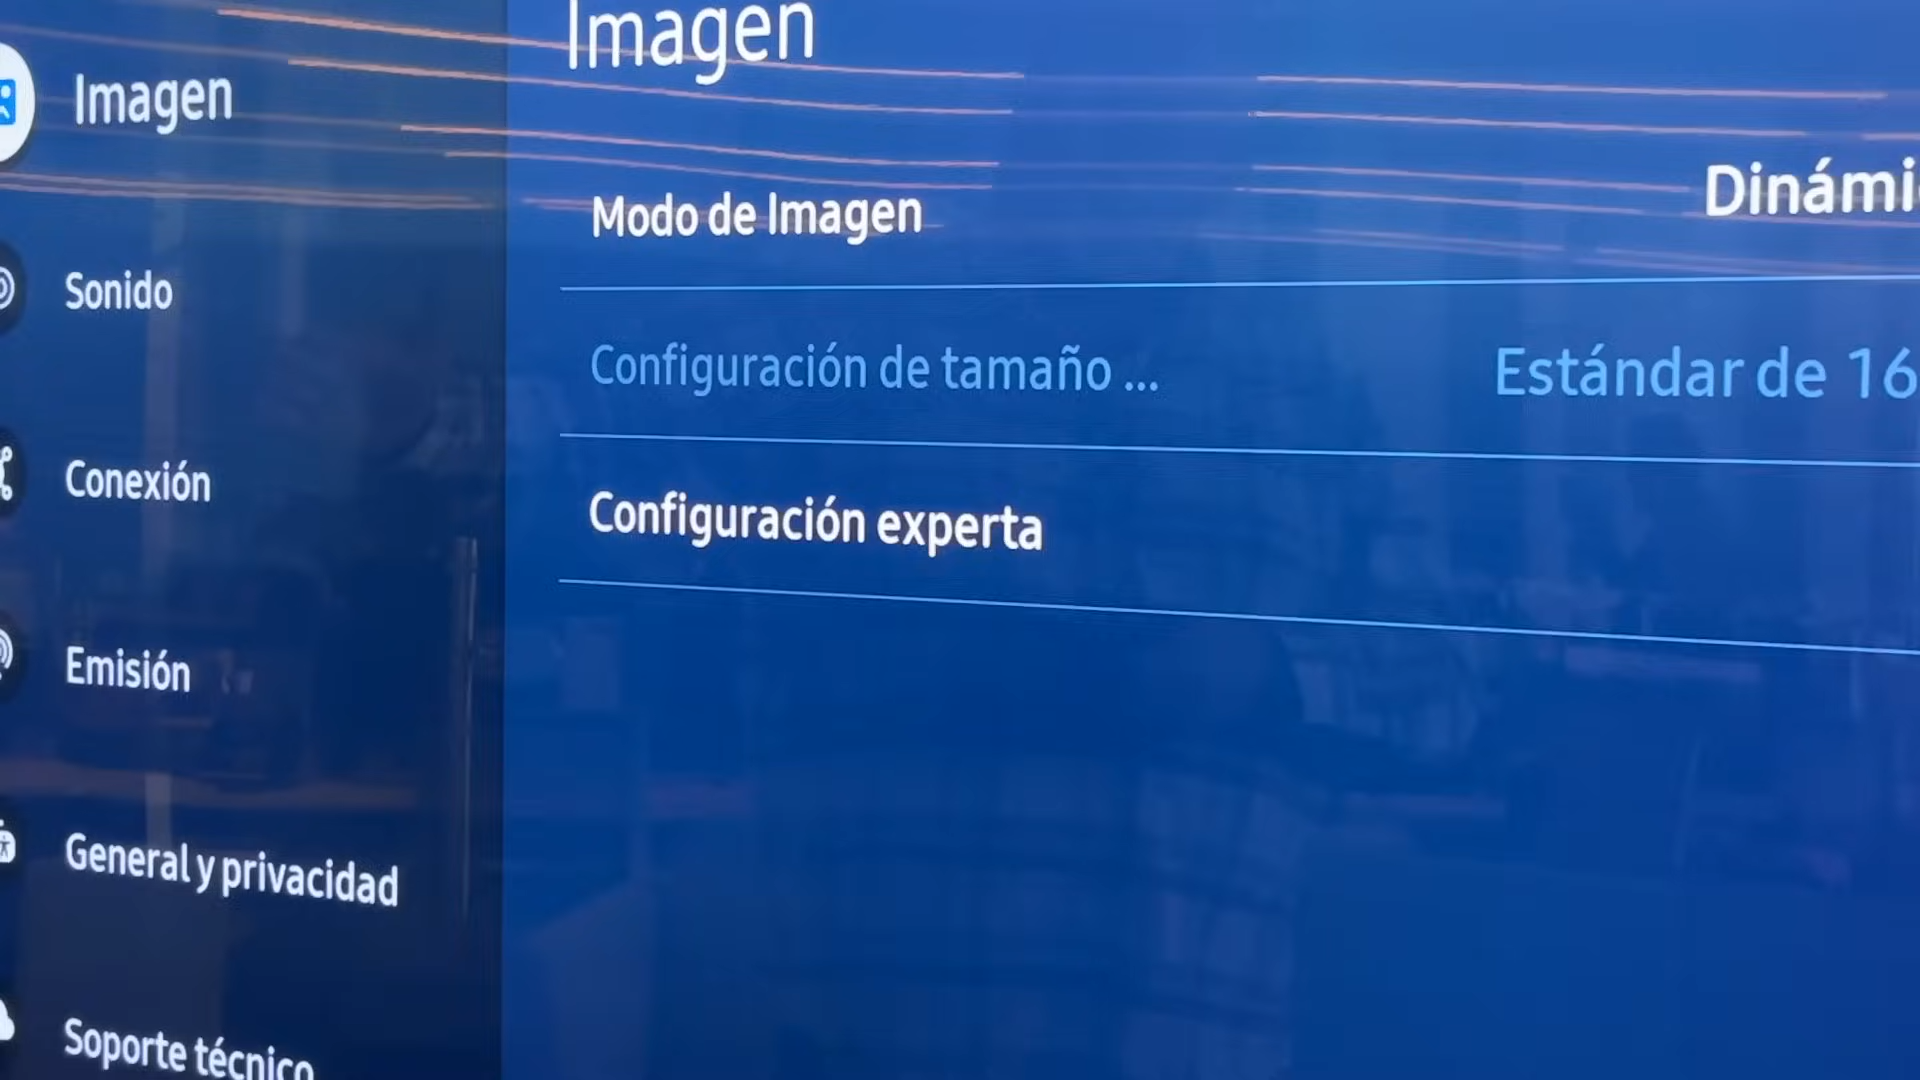 Imagen
Sonido
Conexión
Emisión
General y privacidad
Soporte técnico
Imagen
Modo de Imagen
Configuración de tamaño ...
Estándar de 16
Configuración experta